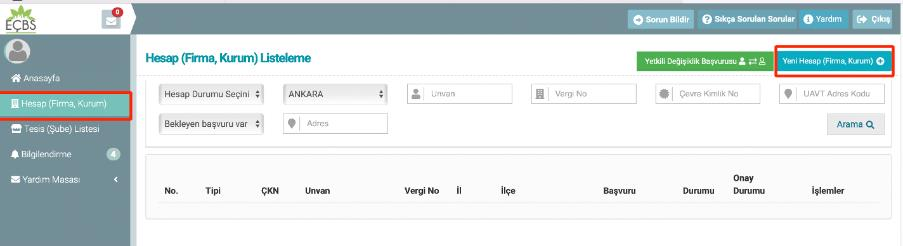 EÇBS
0
Sorun Bildir
Sıkça Sorulan Sorular
Yardım
Çıkış
Anasayfa
Hesap (Firma, Kurum)
Tesis (Şube) Listesi
Bilgilendirme 4
Yardım Masası
Hesap (Firma, Kurum) Listeleme
Yetkili Değişiklik Başvurusu
Yeni Hesap (Firma, Kurum)
Hesap Durumu Seçini
ANKARA
Unvan
Vergi No
Çevre Kimlik No
UAVT Adres Kodu
Bekleyen başvuru var
Adres
Arama
No. Tipi ÇKN Unvan Vergi No İl İlçe Başvuru Durumu Onay Durumu İşlemler